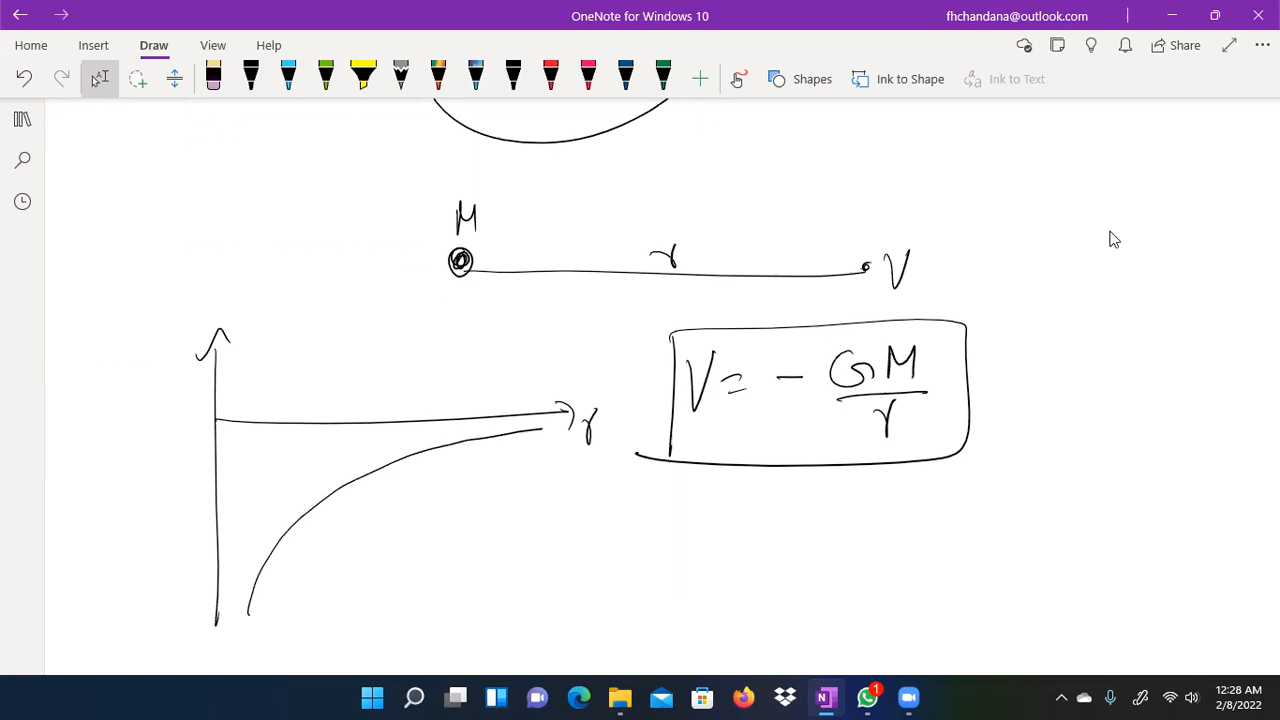 OneNote for Windows 10
fhchandana@outlook.com
Home Insert Draw View Help
Share
Shapes Ink to Shape Ink to Text
M
r V
V = - GM/r
r
1
12:28 AM
2/8/2022